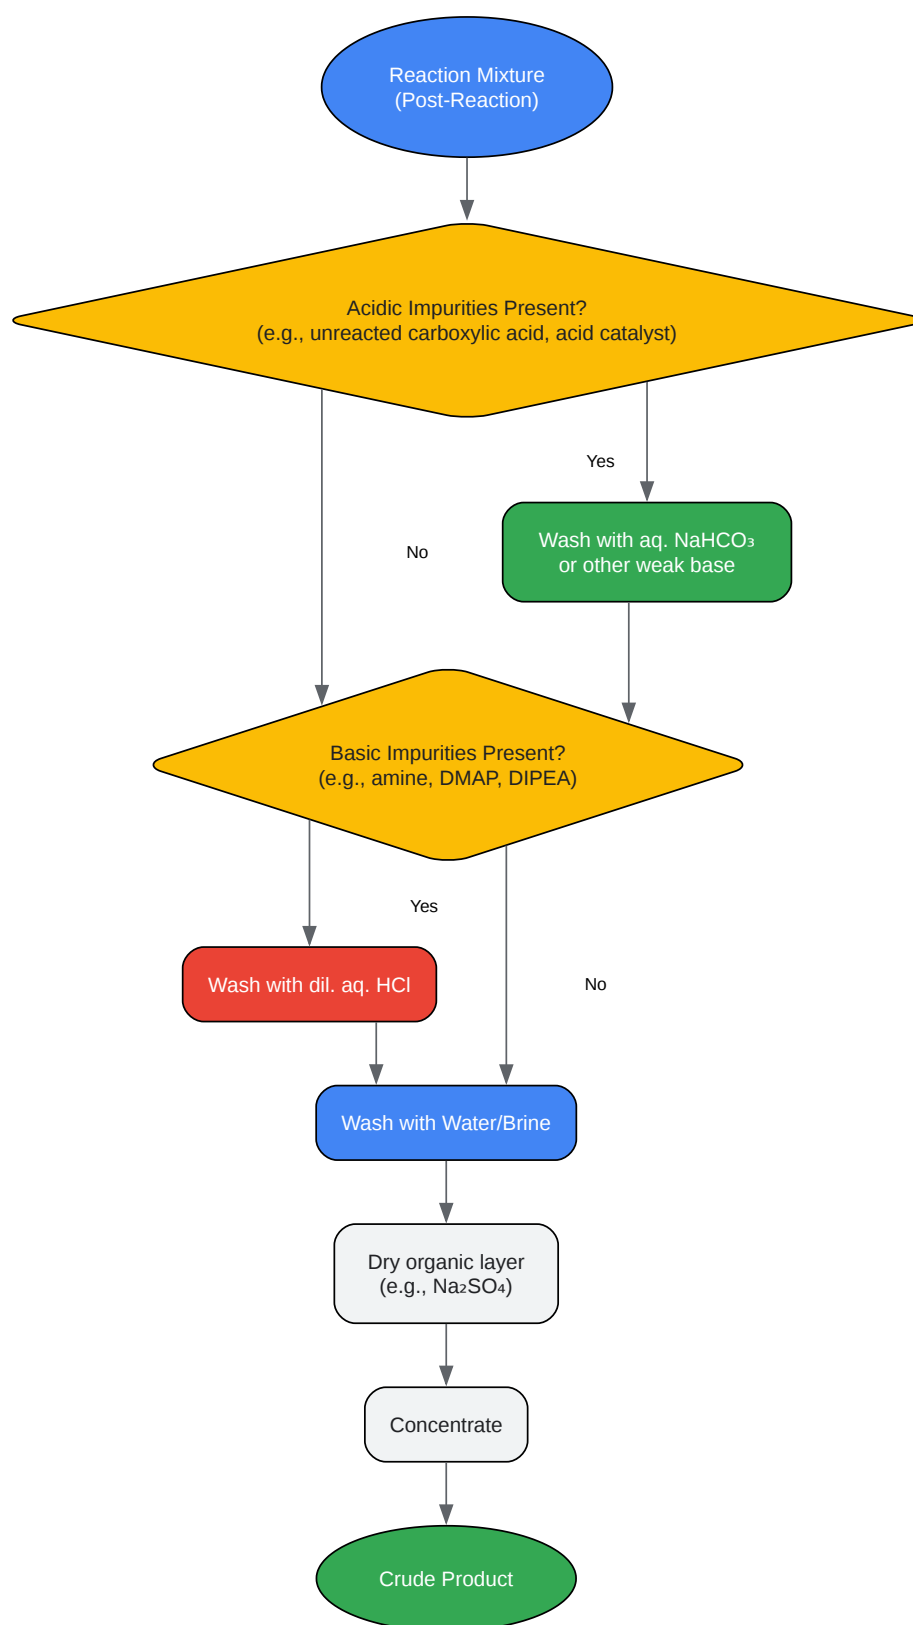 Reaction Mixture
(Post-Reaction)
Acidic Impurities Present?
(e.g., unreacted carboxylic acid, acid catalyst)
Yes
Wash with aq. NaHCO₃
or other weak base
No
Basic Impurities Present?
(e.g., amine, DMAP, DIPEA)
Yes
Wash with dil. aq. HCl
No
Wash with Water/Brine
Dry organic layer
(e.g., Na₂SO₄)
Concentrate
Crude Product